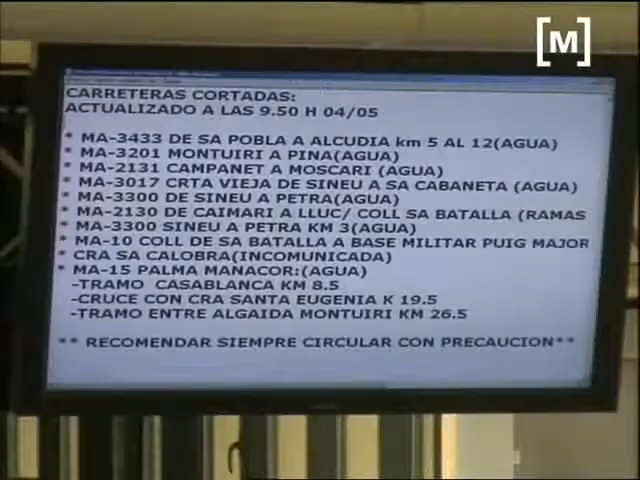 [M]
CARRETERAS CORTADAS:
ACTUALIZADO A LAS 9.50 H 04/05
* MA-3433 DE SA POBLA A ALCUDIA km 5 AL 12(AGUA)
* MA-3201 MONTUIRI A PINA(AGUA)
* MA-2131 CAMPANET A MOSCARI (AGUA)
* MA-3017 CRTA VIEJA DE SINEU A SA CABANETA (AGUA)
* MA-3300 DE SINEU A PETRA(AGUA)
* MA-2130 DE CAIMARI A LLUC/ COLL SA BATALLA (RAMAS
* MA-3300 SINEU A PETRA KM 3(AGUA)
* MA-10 COLL DE SA BATALLA A BASE MILITAR PUIG MAJOR
* CRA SA CALOBRA(INCOMUNICADA)
* MA-15 PALMA MANACOR:(AGUA)
-TRAMO CASABLANCA KM 8.5
-CRUCE CON CRA SANTA EUGENIA K 19.5
-TRAMO ENTRE ALGAIDA MONTUIRI KM 26.5
** RECOMENDAR SIEMPRE CIRCULAR CON PRECAUCION**